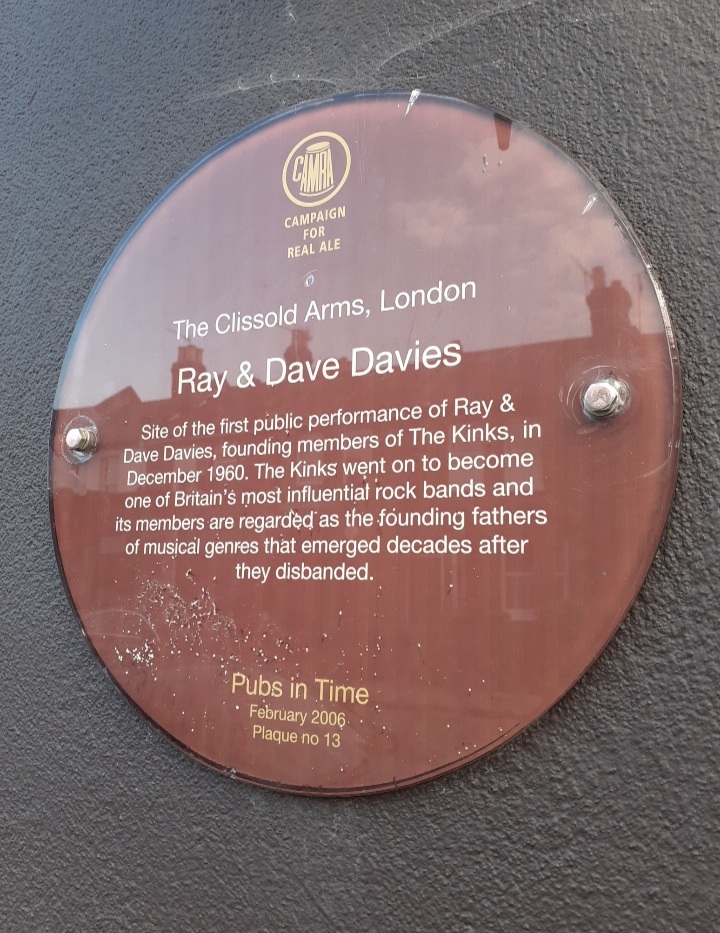 CAMRA
CAMPAIGN
FOR
REAL ALE
The Clissold Arms, London
Ray & Dave Davies
Site of the first public performance of Ray &
Dave Davies, founding members of The Kinks, in
December 1960. The Kinks went on to become
one of Britain's most influential rock bands and
its members are regarded as the founding fathers
of musical genres that emerged decades after
they disbanded.
Pubs in Time
February 2006
Plaque no 13